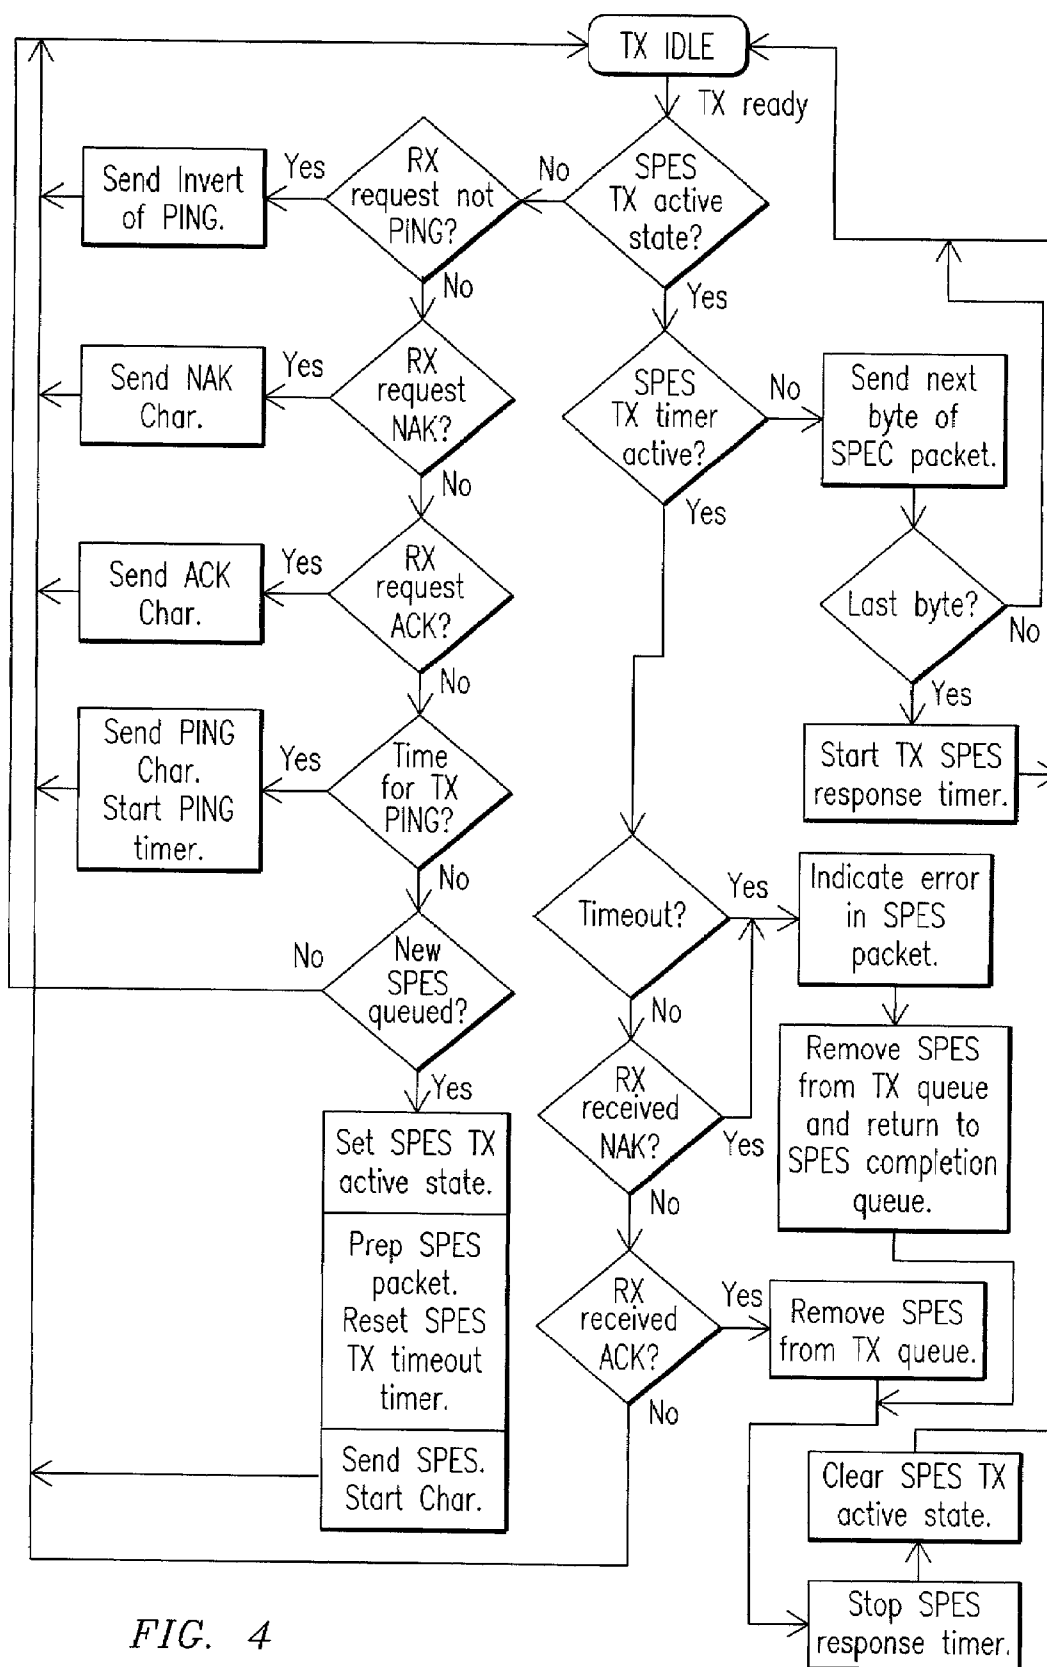 TX IDLE
TX ready
SPES
TX active
state?
No
Yes
RX
request not
PING?
Yes
No
Send Invert
of PING.
RX
request
NAK?
Yes
No
Send NAK
Char.
RX
request
ACK?
Yes
No
Send ACK
Char.
Time
for TX
PING?
Yes
No
Send PING
Char.
Start PING
timer.
New
SPES
queued?
No
Yes
Set SPES TX
active state.
Prep SPES
packet.
Reset SPES
TX timeout
timer.
Send SPES.
Start Char.
SPES
TX timer
active?
No
Yes
Send next
byte of
SPEC packet.
Last byte?
No
Yes
Start TX SPES
response timer.
Timeout?
Yes
No
Indicate error
in SPES
packet.
Remove SPES
from TX queue
and return to
SPES completion
queue.
RX
received
NAK?
Yes
No
RX
received
ACK?
Yes
No
Remove SPES
from TX queue.
Clear SPES TX
active state.
Stop SPES
response timer.
FIG. 4